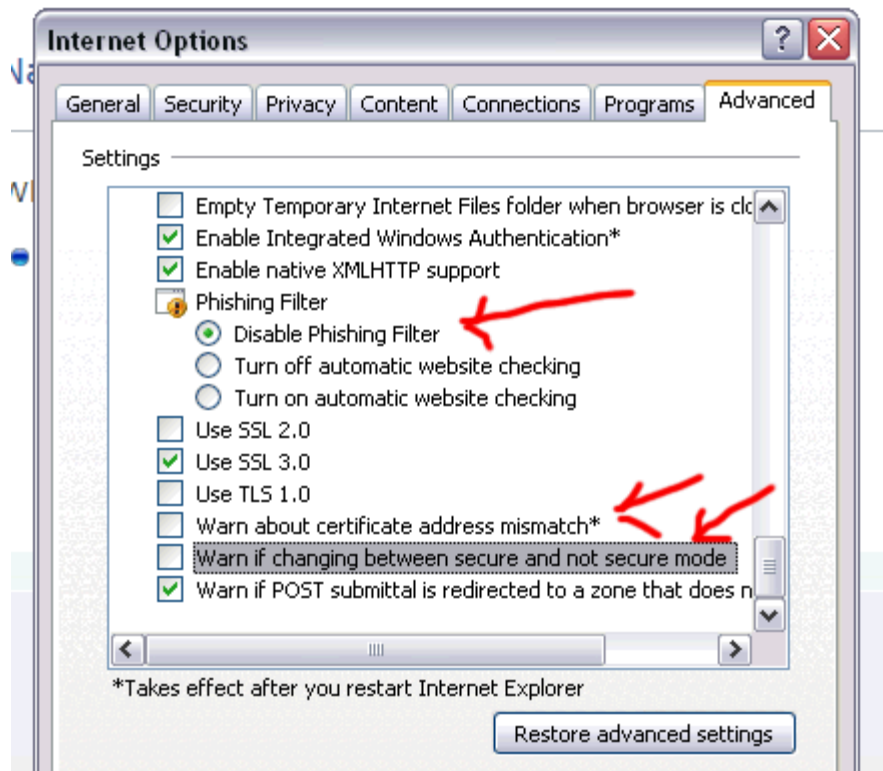 Internet Options
General Security Privacy Content Connections Programs Advanced
Settings
Empty Temporary Internet Files folder when browser is clo
Enable Integrated Windows Authentication*
Enable native XMLHTTP support
Phishing Filter
Disable Phishing Filter
Turn off automatic website checking
Turn on automatic website checking
Use SSL 2.0
Use SSL 3.0
Use TLS 1.0
Warn about certificate address mismatch*
Warn if changing between secure and not secure mode
Warn if POST submittal is redirected to a zone that does n
*Takes effect after you restart Internet Explorer
Restore advanced settings